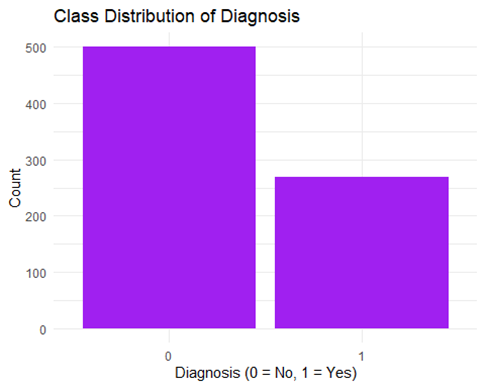 Class Distribution of Diagnosis
500
400
300
200
100
0
Count
0 1
Diagnosis (0 = No, 1 = Yes)